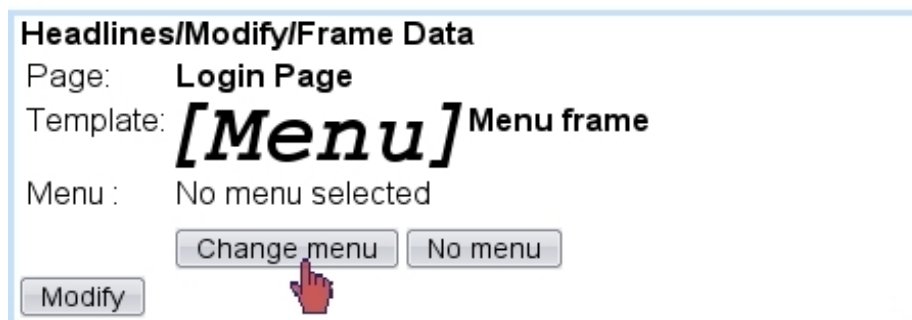 Headlines/Modify/Frame Data
Page: Login Page
Template: [Menu] Menu frame
Menu : No menu selected
Change menu No menu
Modify